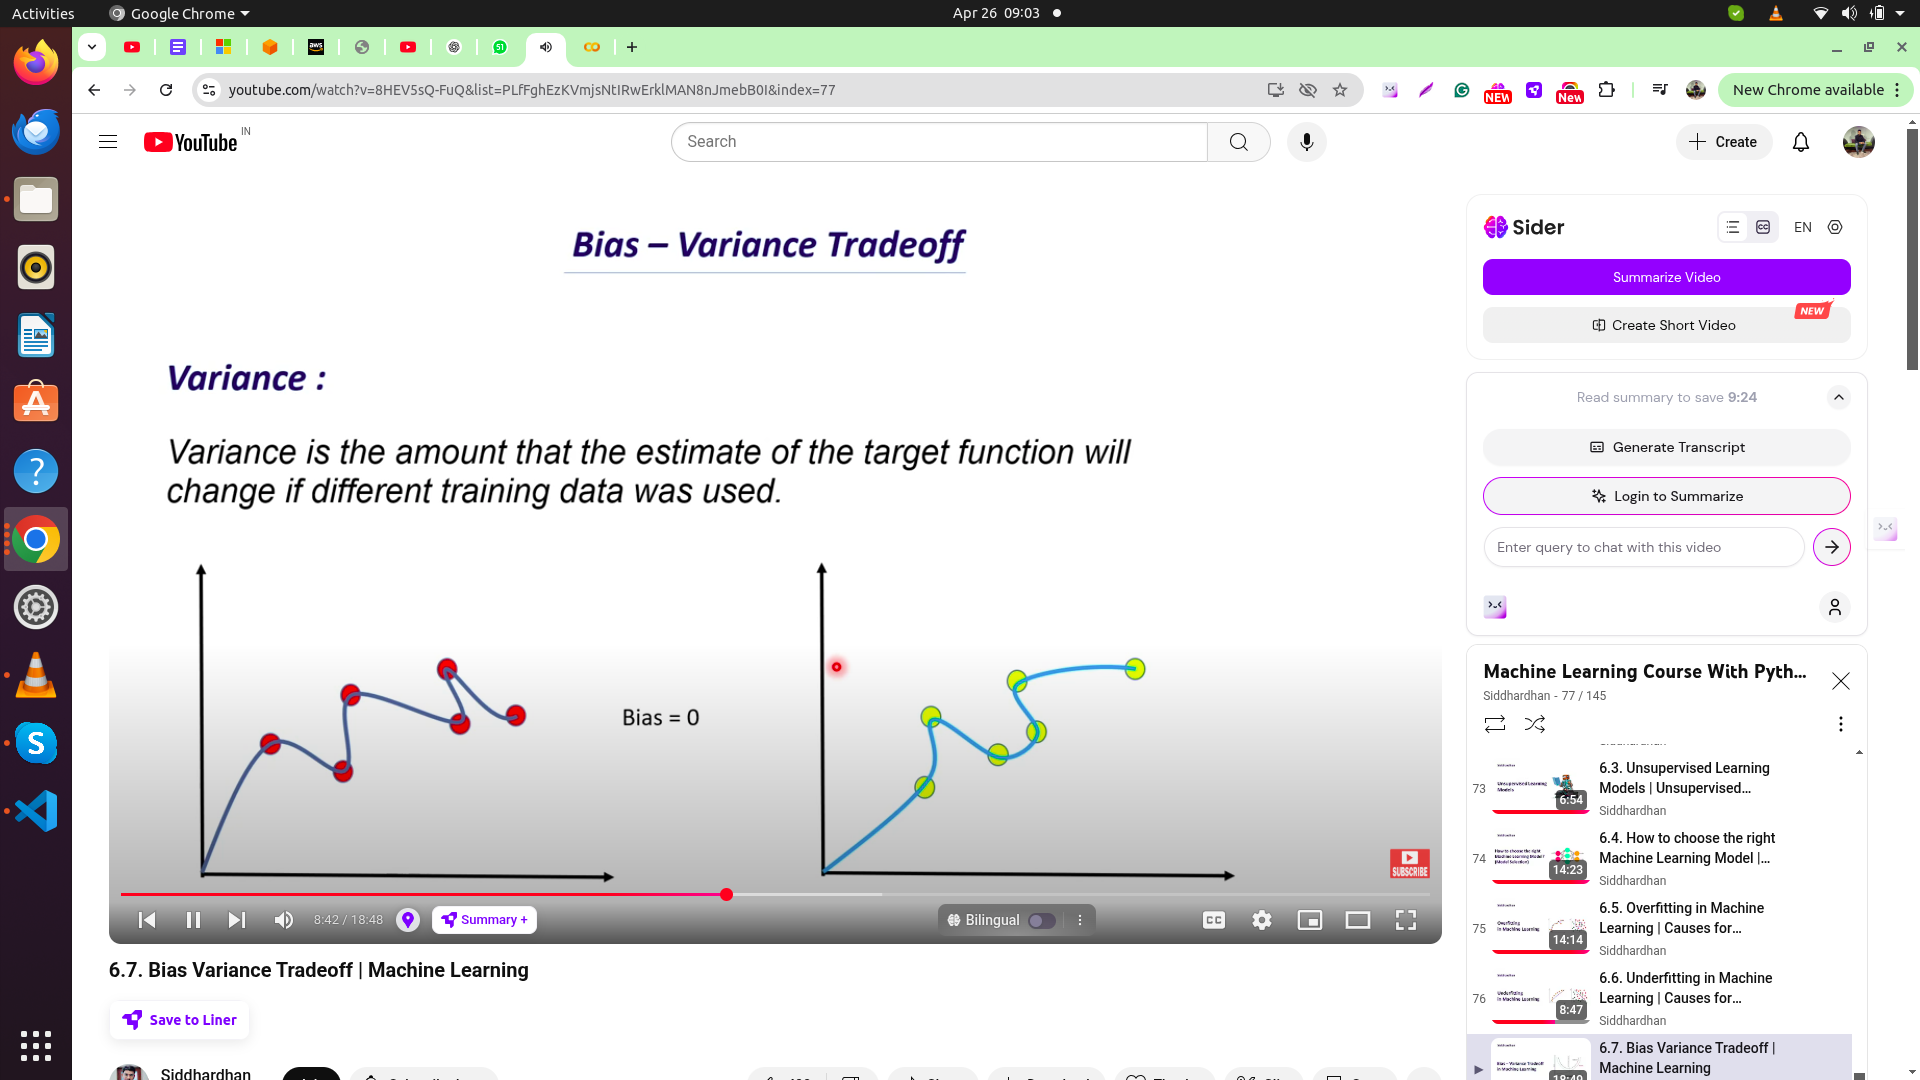 Activities
Google Chrome
Apr 26 09:03
aws
51
youtube.com/watch?v=8HEV5sQ-FuQ&list=PLfFghEzKVmjsNtIRwErklMAN8nJmebB0I&index=77
NEW
New
New Chrome available
YouTube
IN
Search
Create
Bias – Variance Tradeoff
Variance :
Variance is the amount that the estimate of the target function will
change if different training data was used.
Bias = 0
SUBSCRIBE
8:42 / 18:48
Summary +
Bilingual
CC
6.7. Bias Variance Tradeoff | Machine Learning
Save to Liner
Siddhardhan
Sider
EN
Summarize Video
NEW
Create Short Video
Read summary to save 9:24
Generate Transcript
Login to Summarize
Enter query to chat with this video
Machine Learning Course With Pyth...
Siddhardhan - 77 / 145
73
6:54
6.3. Unsupervised Learning
Models | Unsupervised...
Siddhardhan
74
14:23
6.4. How to choose the right
Machine Learning Model |...
Siddhardhan
75
14:14
6.5. Overfitting in Machine
Learning | Causes for...
Siddhardhan
76
8:47
6.6. Underfitting in Machine
Learning | Causes for...
Siddhardhan
6.7. Bias Variance Tradeoff |
Machine Learning